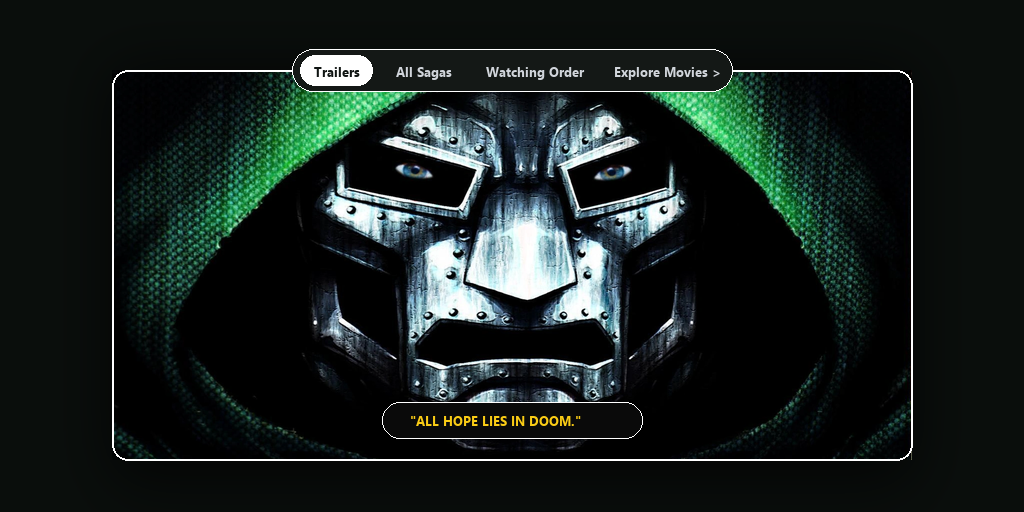 Trailers All Sagas Watching Order Explore Movies >
"ALL HOPE LIES IN DOOM."